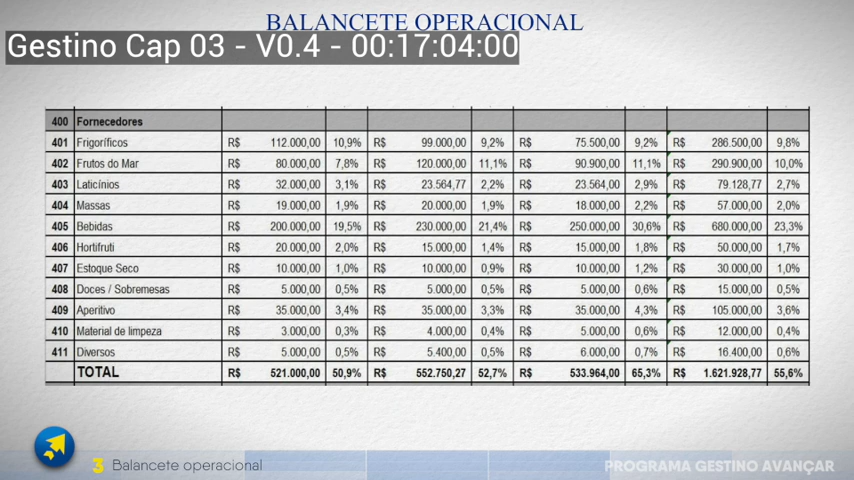 BALANCETE OPERACIONAL
Gestino Cap 03 - V0.4 - 00:17:04:00
400 Fornecedores
401 Frigoríficos R$ 112.000,00 10,9% R$ 99.000,00 9,2% R$ 75.500,00 9,2% R$ 286.500,00 9,8%
402 Frutos do Mar R$ 80.000,00 7,8% R$ 120.000,00 11,1% R$ 90.900,00 11,1% R$ 290.900,00 10,0%
403 Laticínios R$ 32.000,00 3,1% R$ 23.564,77 2,2% R$ 23.564,00 2,9% R$ 79.128,77 2,7%
404 Massas R$ 19.000,00 1,9% R$ 20.000,00 1,9% R$ 18.000,00 2,2% R$ 57.000,00 2,0%
405 Bebidas R$ 200.000,00 19,5% R$ 230.000,00 21,4% R$ 250.000,00 30,6% R$ 680.000,00 23,3%
406 Hortifruti R$ 20.000,00 2,0% R$ 15.000,00 1,4% R$ 15.000,00 1,8% R$ 50.000,00 1,7%
407 Estoque Seco R$ 10.000,00 1,0% R$ 10.000,00 0,9% R$ 10.000,00 1,2% R$ 30.000,00 1,0%
408 Doces / Sobremesas R$ 5.000,00 0,5% R$ 5.000,00 0,5% R$ 5.000,00 0,6% R$ 15.000,00 0,5%
409 Aperitivo R$ 35.000,00 3,4% R$ 35.000,00 3,3% R$ 35.000,00 4,3% R$ 105.000,00 3,6%
410 Material de limpeza R$ 3.000,00 0,3% R$ 4.000,00 0,4% R$ 5.000,00 0,6% R$ 12.000,00 0,4%
411 Diversos R$ 5.000,00 0,5% R$ 5.400,00 0,5% R$ 6.000,00 0,7% R$ 16.400,00 0,6%
TOTAL R$ 521.000,00 50,9% R$ 552.750,27 52,7% R$ 533.964,00 65,3% R$ 1.621.928,77 55,6%
3 Balancete operacional
PROGRAMA GESTINO AVANÇAR